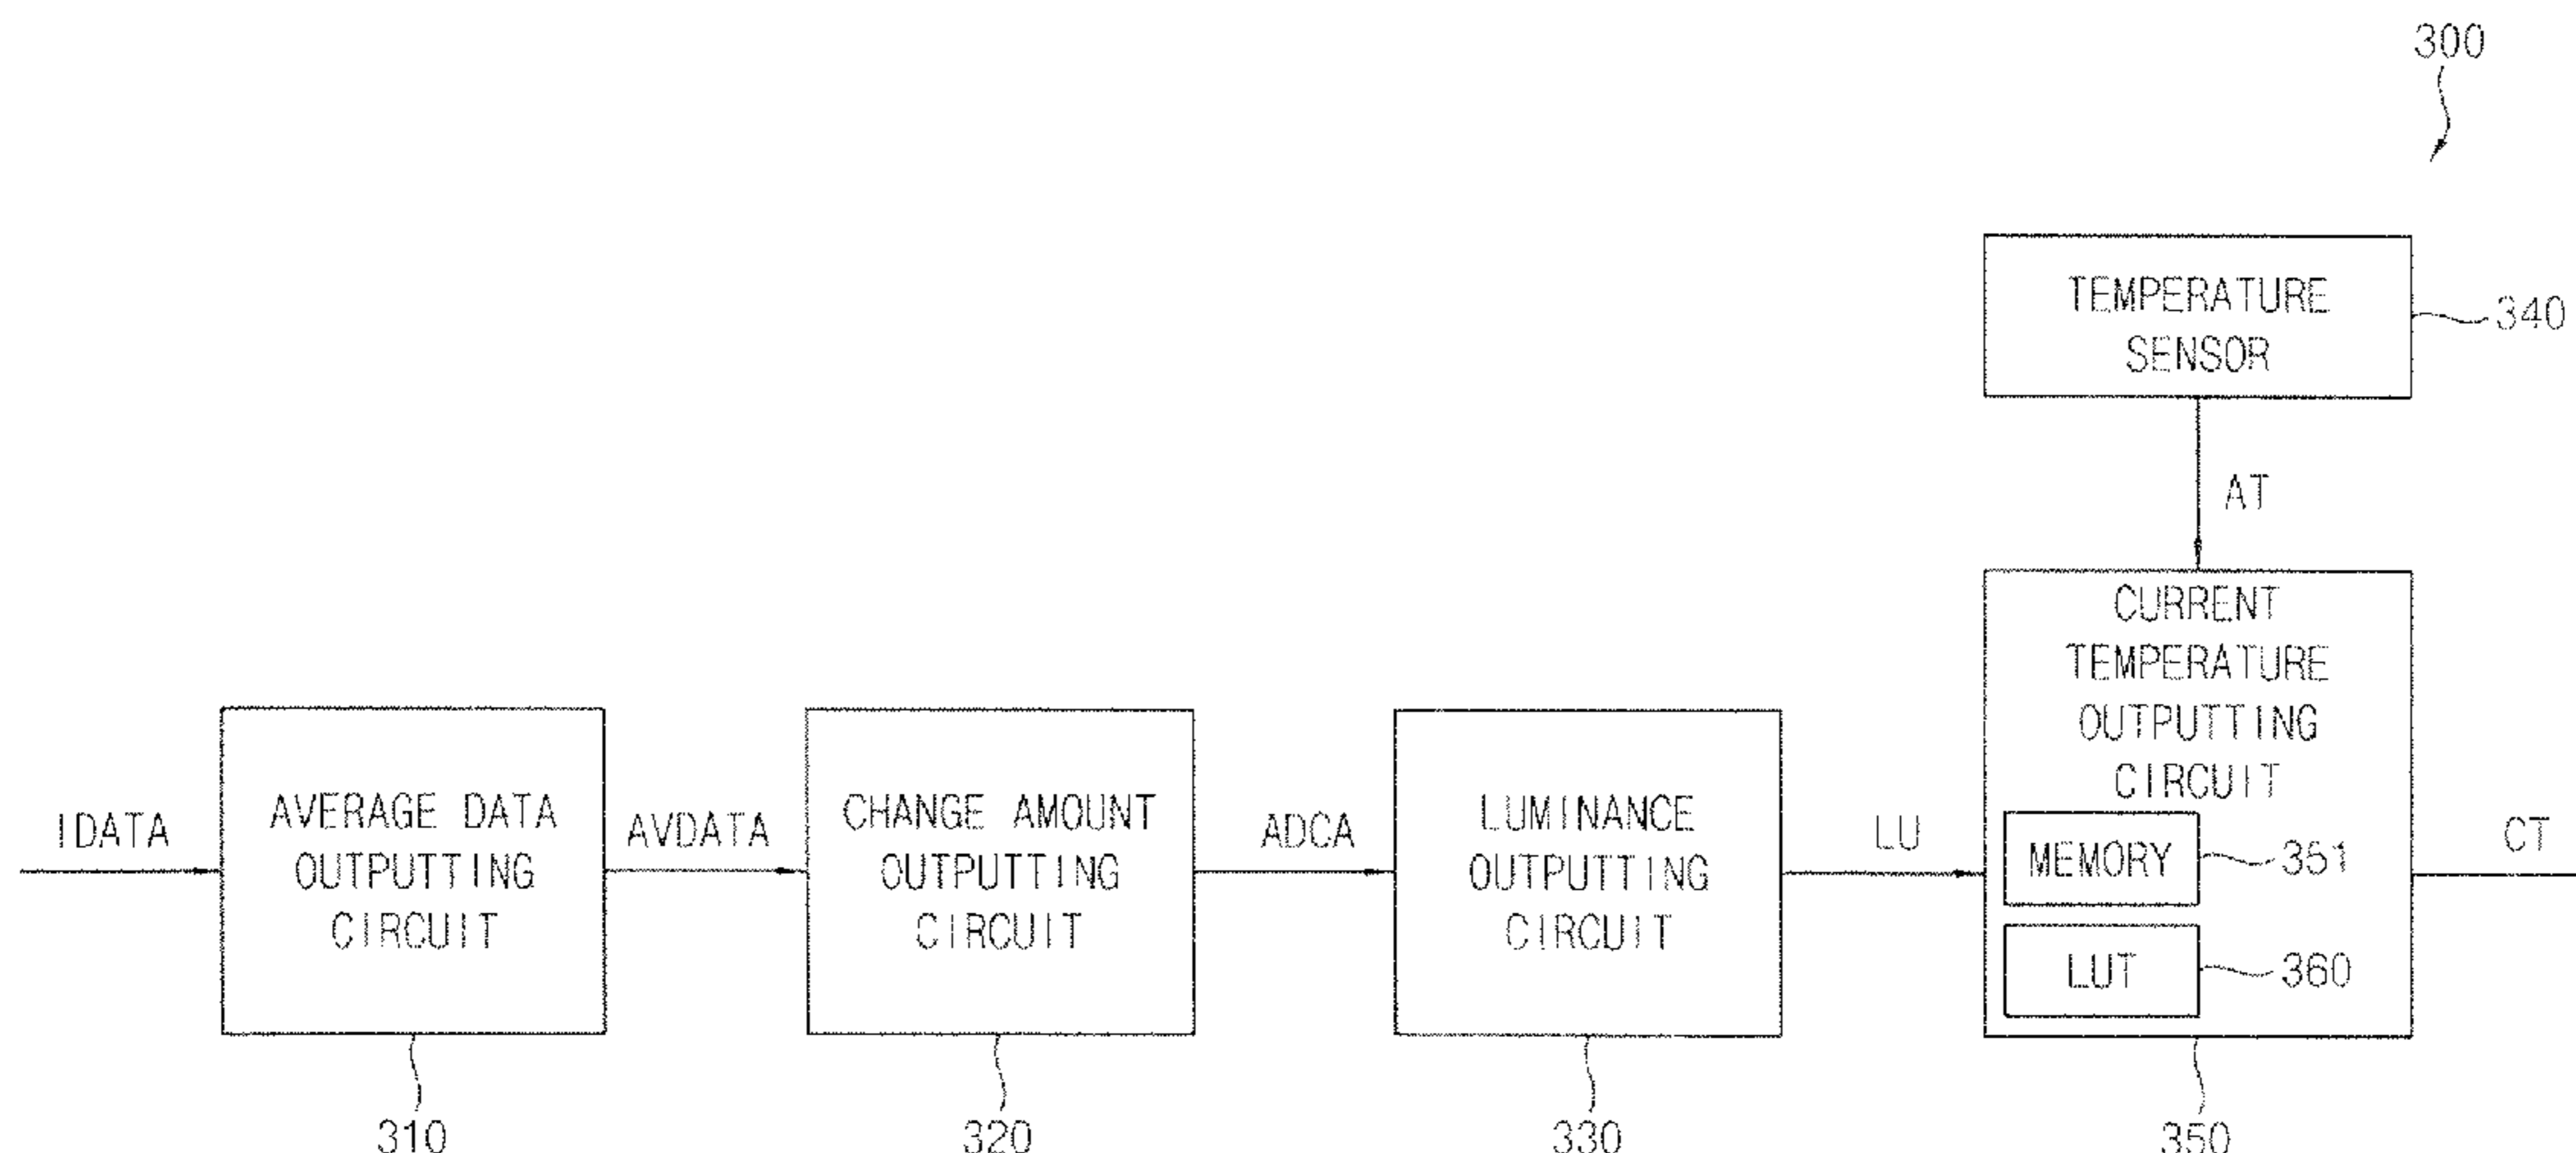 300
TEMPERATURE
SENSOR
340
AT
CURRENT
TEMPERATURE
OUTPUTTING
CIRCUIT
MEMORY
351
LUT
360
350
CT
IDATA
AVERAGE DATA
OUTPUTTING
CIRCUIT
310
AVDATA
CHANGE AMOUNT
OUTPUTTING
CIRCUIT
320
ADCA
LUMINANCE
OUTPUTTING
CIRCUIT
330
LU